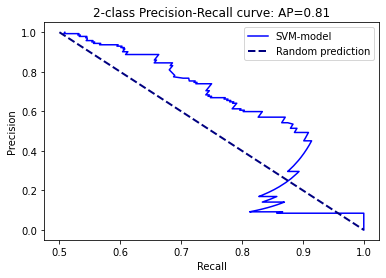 2-class Precision-Recall curve: AP=0.81
SVM-model
Random prediction
Precision
1.0
0.8
0.6
0.4
0.2
0.0
0.5 0.6 0.7 0.8 0.9 1.0
Recall